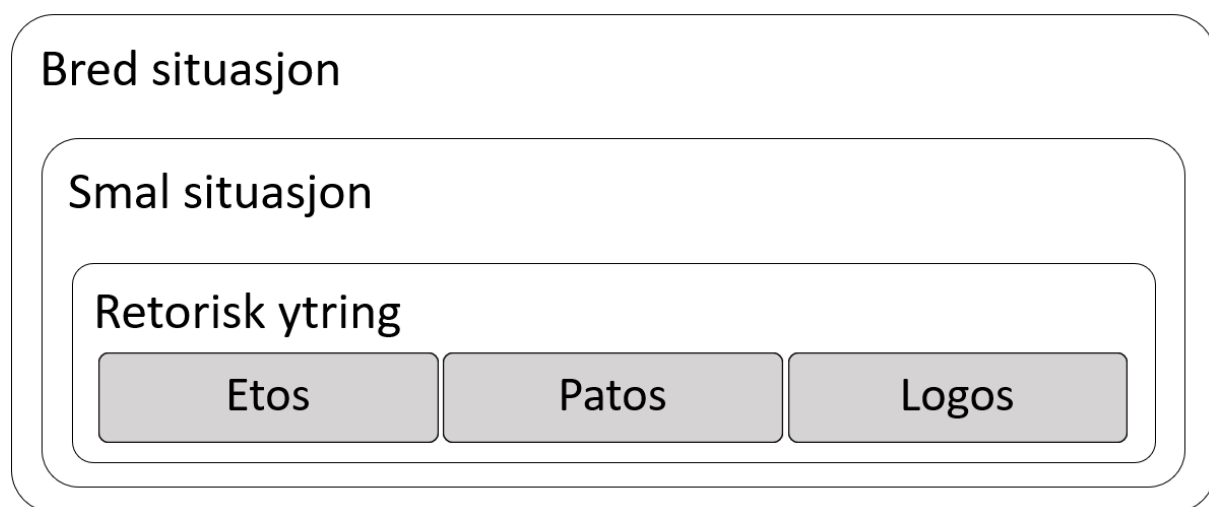 Bred situasjon
Smal situasjon
Retorisk ytring
Etos Patos Logos